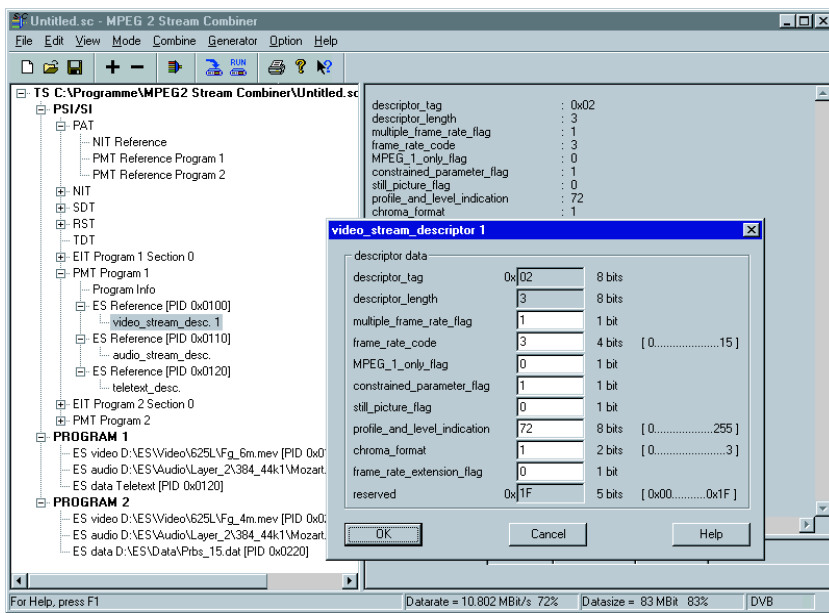 Untitled.sc - MPEG 2 Stream Combiner
File Edit View Mode Combine Generator Option Help
RUN
TS C:\Programme\MPEG2 Stream Combiner\Untitled.sc
PSI/SI
PAT
NIT Reference
PMT Reference Program 1
PMT Reference Program 2
NIT
SDT
RST
TDT
EIT Program 1 Section 0
PMT Program 1
Program Info
ES Reference [PID 0x0100]
video_stream_desc. 1
ES Reference [PID 0x0110]
audio_stream_desc.
ES Reference [PID 0x0120]
teletext_desc.
EIT Program 2 Section 0
PMT Program 2
PROGRAM 1
ES video D:\ES\Video\625L\Fg_6m.mev [PID 0x0
ES audio D:\ES\Audio\Layer_2\384_44k1\Mozart.
ES data Teletext [PID 0x0120]
PROGRAM 2
ES video D:\ES\Video\625L\Fg_4m.mev [PID 0x0
ES audio D:\ES\Audio\Layer_2\384_44k1\Mozart.
ES data D:\ES\Data\Prbs_15.dat [PID 0x0220]
descriptor_tag : 0x02
descriptor_length : 3
multiple_frame_rate_flag : 1
frame_rate_code : 3
MPEG_1_only_flag : 0
constrained_parameter_flag : 1
still_picture_flag : 0
profile_and_level_indication : 72
chroma_format : 1
video_stream_descriptor 1
descriptor data
descriptor_tag 0x 02 8 bits
descriptor_length 3 8 bits
multiple_frame_rate_flag 1 1 bit
frame_rate_code 3 4 bits [ 0.....................15 ]
MPEG_1_only_flag 0 1 bit
constrained_parameter_flag 1 1 bit
still_picture_flag 0 1 bit
profile_and_level_indication 72 8 bits [ 0...................255 ]
chroma_format 1 2 bits [ 0.......................3 ]
frame_rate_extension_flag 0 1 bit
reserved 0x 1F 5 bits [ 0x00...........0x1F ]
OK Cancel Help
For Help, press F1 Datarate = 10.802 MBit/s 72% Datasize = 83 MBit 83% DVB